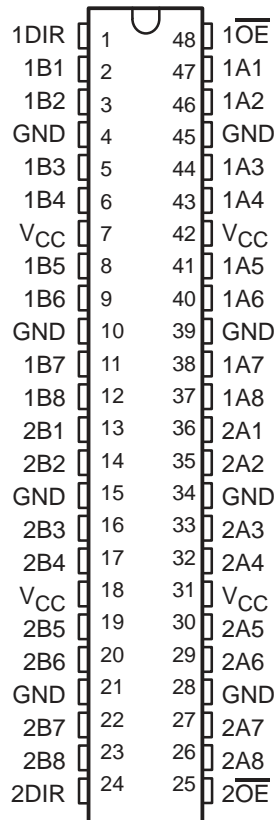 1DIR 1 48 1O̅E̅
1B1 2 47 1A1
1B2 3 46 1A2
GND 4 45 GND
1B3 5 44 1A3
1B4 6 43 1A4
VCC 7 42 VCC
1B5 8 41 1A5
1B6 9 40 1A6
GND 10 39 GND
1B7 11 38 1A7
1B8 12 37 1A8
2B1 13 36 2A1
2B2 14 35 2A2
GND 15 34 GND
2B3 16 33 2A3
2B4 17 32 2A4
VCC 18 31 VCC
2B5 19 30 2A5
2B6 20 29 2A6
GND 21 28 GND
2B7 22 27 2A7
2B8 23 26 2A8
2DIR 24 25 2O̅E̅